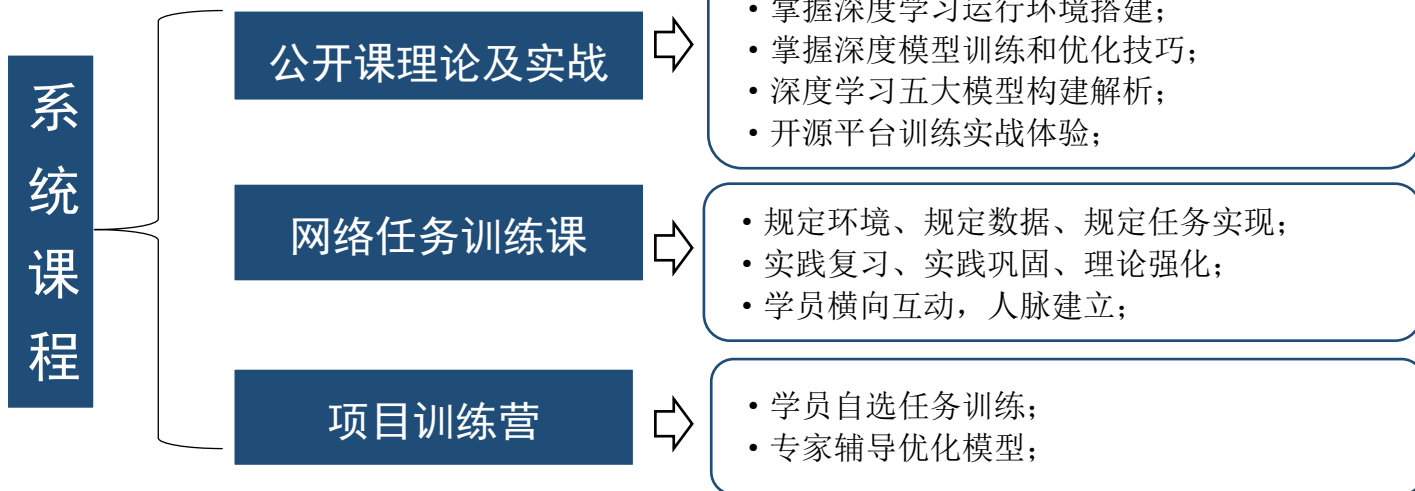 系统课程
公开课理论及实战
• 掌握深度学习运行环境搭建；
• 掌握深度模型训练和优化技巧；
• 深度学习五大模型构建解析；
• 开源平台训练实战体验；
网络任务训练课
• 规定环境、规定数据、规定任务实现；
• 实践复习、实践巩固、理论强化；
• 学员横向互动，人脉建立；
项目训练营
• 学员自选任务训练；
• 专家辅导优化模型；